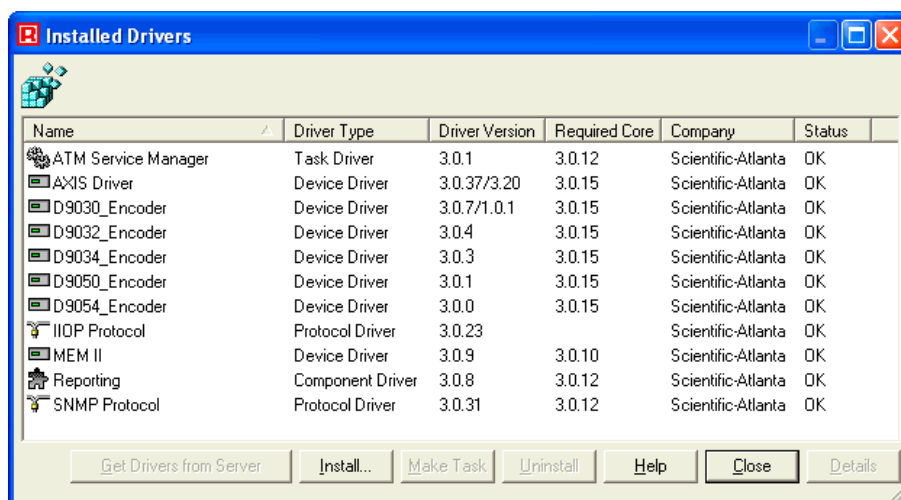 R Installed Drivers
Name Driver Type Driver Version Required Core Company Status
ATM Service Manager Task Driver 3.0.1 3.0.12 Scientific-Atlanta OK
AXIS Driver Device Driver 3.0.37/3.20 3.0.15 Scientific-Atlanta OK
D9030_Encoder Device Driver 3.0.7/1.0.1 3.0.15 Scientific-Atlanta OK
D9032_Encoder Device Driver 3.0.4 3.0.15 Scientific-Atlanta OK
D9034_Encoder Device Driver 3.0.3 3.0.15 Scientific-Atlanta OK
D9050_Encoder Device Driver 3.0.1 3.0.15 Scientific-Atlanta OK
D9054_Encoder Device Driver 3.0.0 3.0.15 Scientific-Atlanta OK
IIOP Protocol Protocol Driver 3.0.23 Scientific-Atlanta OK
MEM II Device Driver 3.0.9 3.0.10 Scientific-Atlanta OK
Reporting Component Driver 3.0.8 3.0.12 Scientific-Atlanta OK
SNMP Protocol Protocol Driver 3.0.31 3.0.12 Scientific-Atlanta OK
Get Drivers from Server Install... Make Task Uninstall Help Close Details